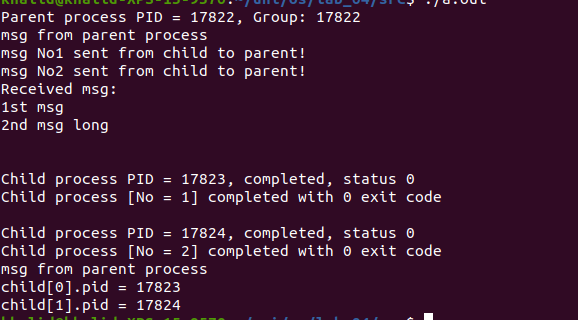 Parent process PID = 17822, Group: 17822
msg from parent process
msg No1 sent from child to parent!
msg No2 sent from child to parent!
Received msg:
1st msg
2nd msg long
Child process PID = 17823, completed, status 0
Child process [No = 1] completed with 0 exit code
Child process PID = 17824, completed, status 0
Child process [No = 2] completed with 0 exit code
msg from parent process
child[0].pid = 17823
child[1].pid = 17824